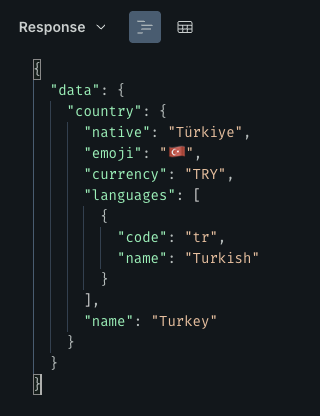 Response
{
"data": {
"country": {
"native": "Türkiye",
"emoji": "🇹🇷",
"currency": "TRY",
"languages": [
{
"code": "tr",
"name": "Turkish"
}
],
"name": "Turkey"
}
}
}